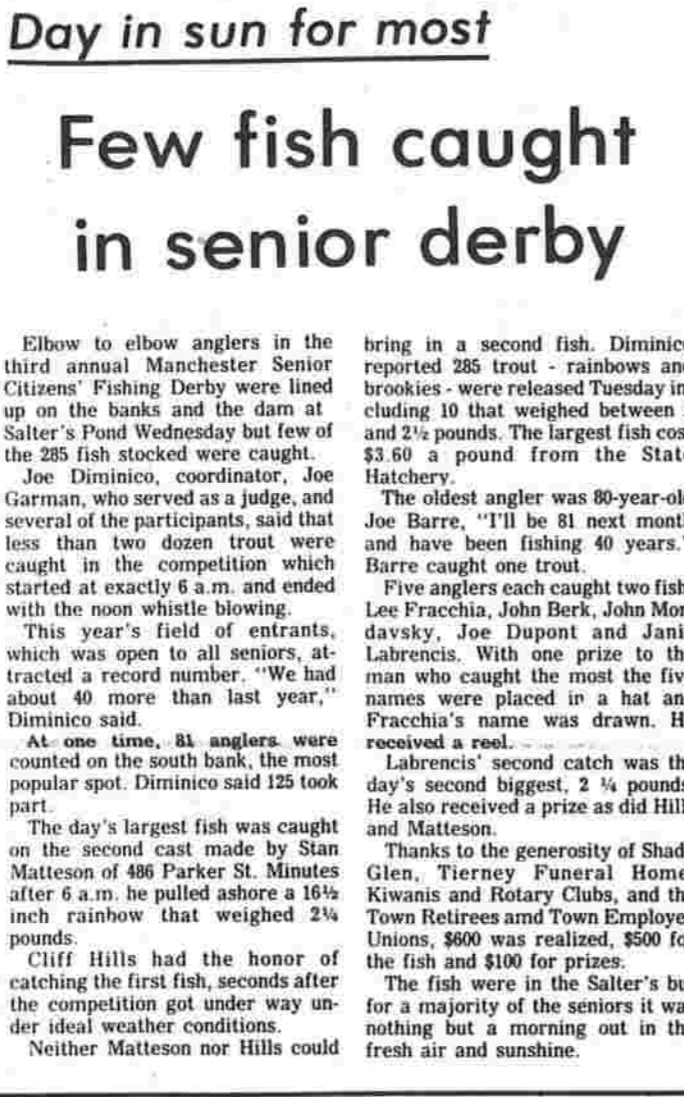 Day in sun for most
Few fish caught
in senior derby
Elbow to elbow anglers in the
third annual Manchester Senior
Citizens' Fishing Derby were lined
up on the banks and the dam at
Salter's Pond Wednesday but few of
the 285 fish stocked were caught.
Joe Diminico, coordinator, Joe
Garman, who served as a judge, and
several of the participants, said that
less than two dozen trout were
caught in the competition which
started at exactly 6 a.m. and ended
with the noon whistle blowing.
This year's field of entrants,
which was open to all seniors, at-
tracted a record number. "We had
about 40 more than last year,"
Diminico said.
At one time, 81 anglers were
counted on the south bank, the most
popular spot. Diminico said 125 took
part.
The day's largest fish was caught
on the second cast made by Stan
Matteson of 486 Parker St. Minutes
after 6 a.m. he pulled ashore a 16½
inch rainbow that weighed 2¼
pounds.
Cliff Hills had the honor of
catching the first fish, seconds after
the competition got under way un-
der ideal weather conditions.
Neither Matteson nor Hills could
bring in a second fish. Diminico
reported 285 trout - rainbows and
brookies - were released Tuesday in
cluding 10 that weighed between
and 2½ pounds. The largest fish cos
$3.60 a pound from the Stat
Hatchery.
The oldest angler was 80-year-ol
Joe Barre, "I'll be 81 next mont
and have been fishing 40 years."
Barre caught one trout.
Five anglers each caught two fish
Lee Fracchia, John Berk, John Mor
davsky, Joe Dupont and Jani
Labrencis. With one prize to th
man who caught the most the fiv
names were placed in a hat an
Fracchia's name was drawn. H
received a reel.
Labrencis' second catch was th
day's second biggest, 2 ¼ pounds
He also received a prize as did Hill
and Matteson.
Thanks to the generosity of Shad
Glen, Tierney Funeral Home
Kiwanis and Rotary Clubs, and th
Town Retirees amd Town Employe
Unions, $600 was realized, $500 fo
the fish and $100 for prizes.
The fish were in the Salter's bu
for a majority of the seniors it wa
nothing but a morning out in th
fresh air and sunshine.